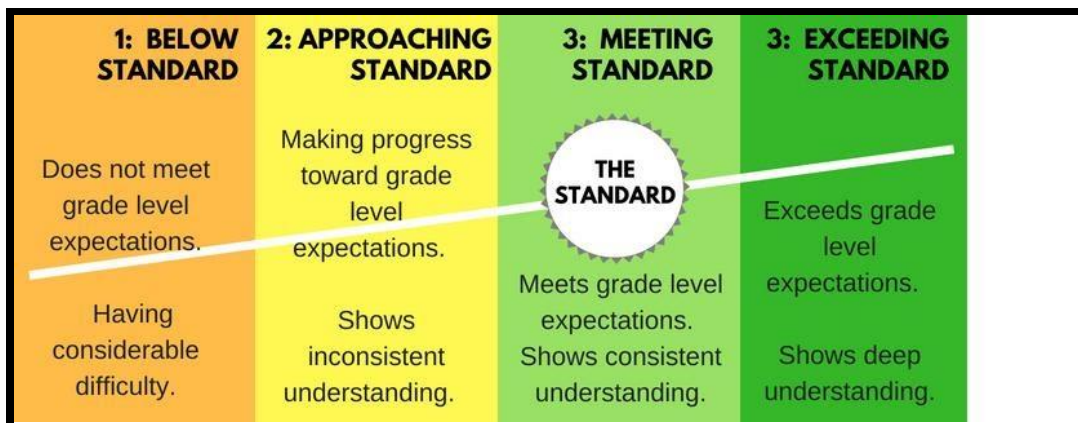 1: BELOW
STANDARD
Does not meet
grade level
expectations.
Having
considerable
difficulty.
2: APPROACHING
STANDARD
Making progress
toward grade
level
expectations.
Shows
inconsistent
understanding.
3: MEETING
STANDARD
THE
STANDARD
Meets grade level
expectations.
Shows consistent
understanding.
3: EXCEEDING
STANDARD
Exceeds grade
level
expectations.
Shows deep
understanding.